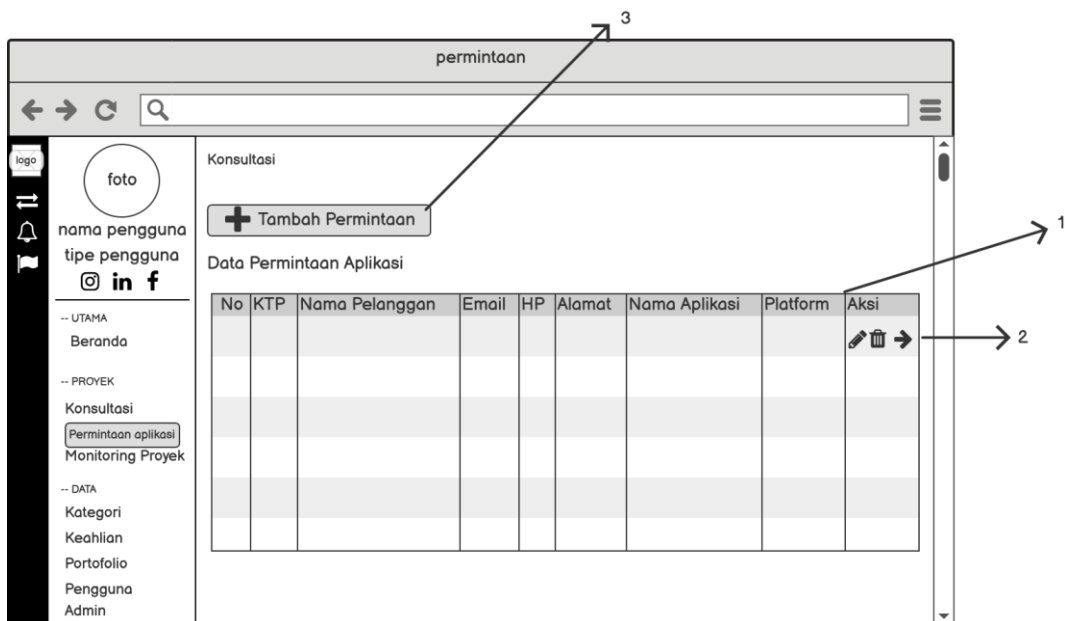 3
permintaan
logo
foto
nama pengguna
tipe pengguna
in f
-- UTAMA
Beranda
-- PROYEK
Konsultasi
Permintaan aplikasi
Monitoring Proyek
-- DATA
Kategori
Keahlian
Portofolio
Pengguna
Admin
Konsultasi
Tambah Permintaan
Data Permintaan Aplikasi
No KTP Nama Pelanggan Email HP Alamat Nama Aplikasi Platform Aksi
1
2